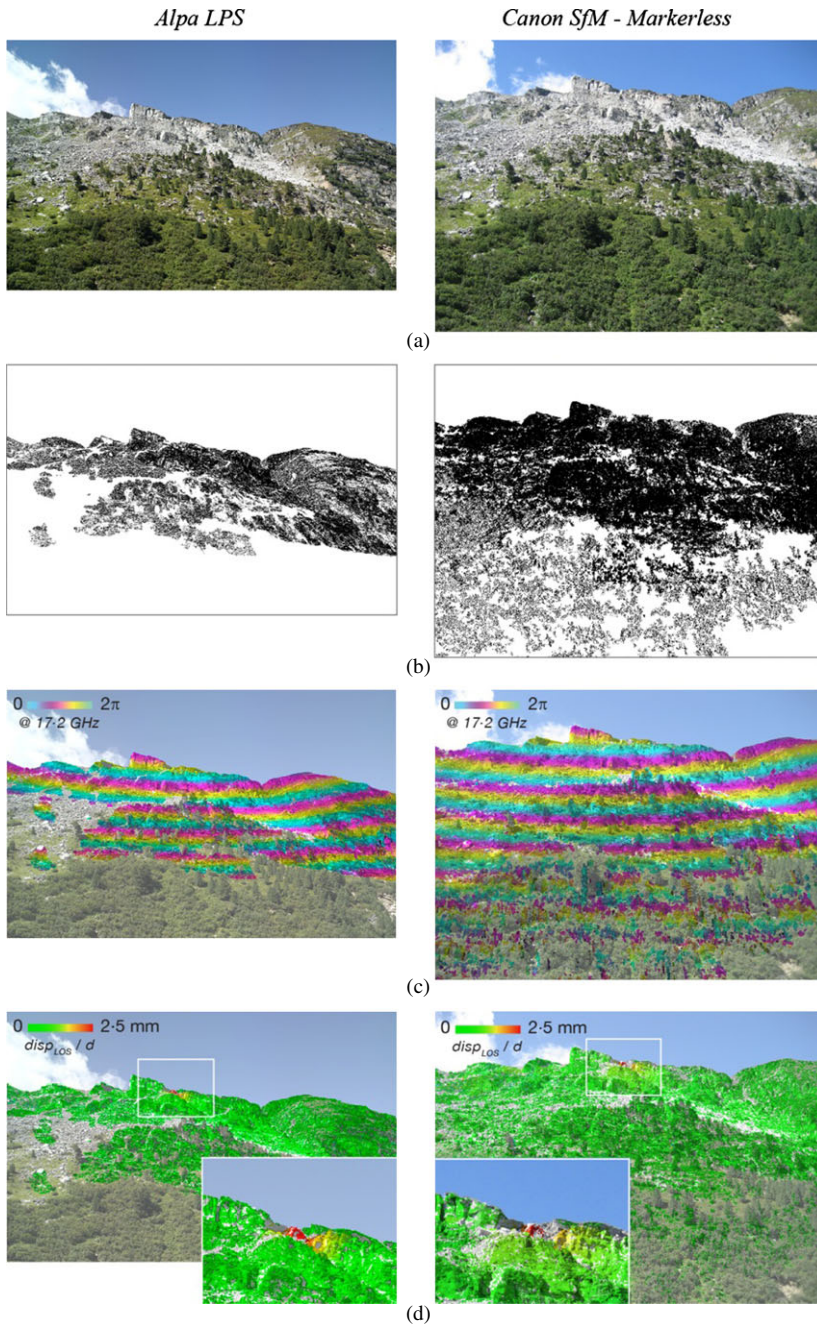 Alpa LPS
Canon SfM - Markerless
(a)
(b)
0 2π
@ 17·2 GHz
0 2π
@ 17·2 GHz
(c)
0 2·5 mm
disp_LOS / d
0 2·5 mm
disp_LOS / d
(d)